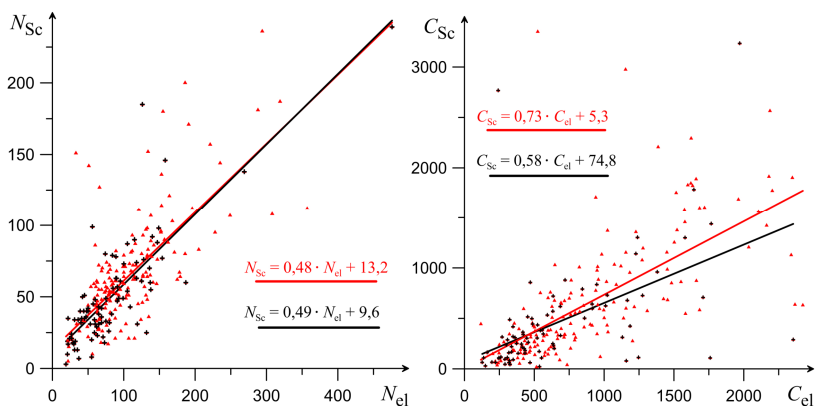 N_Sc
200
150
100
50
0
N_Sc = 0,48 · N_el + 13,2
N_Sc = 0,49 · N_el + 9,6
0 100 200 300 400 N_el
C_Sc
3000
2000
1000
0
C_Sc = 0,73 · C_el + 5,3
C_Sc = 0,58 · C_el + 74,8
0 500 1000 1500 2000 C_el